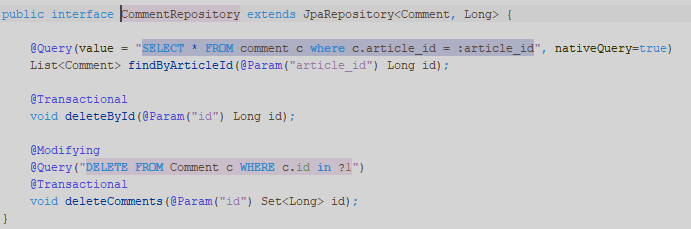 public interface CommentRepository extends JpaRepository<Comment, Long> {
@Query(value = "SELECT * FROM comment c where c.article_id = :article_id", nativeQuery=true)
List<Comment> findByArticleId(@Param("article_id") Long id);
@Transactional
void deleteById(@Param("id") Long id);
@Modifying
@Query("DELETE FROM Comment c WHERE c.id in ?1")
@Transactional
void deleteComments(@Param("id") Set<Long> id);
}